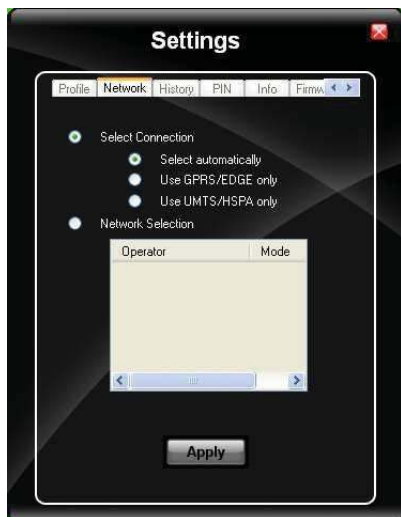 Settings
Profile Network History PIN Info Firmw
Select Connection
Select automatically
Use GPRS/EDGE only
Use UMTS/HSPA only
Network Selection
Operator Mode
Apply